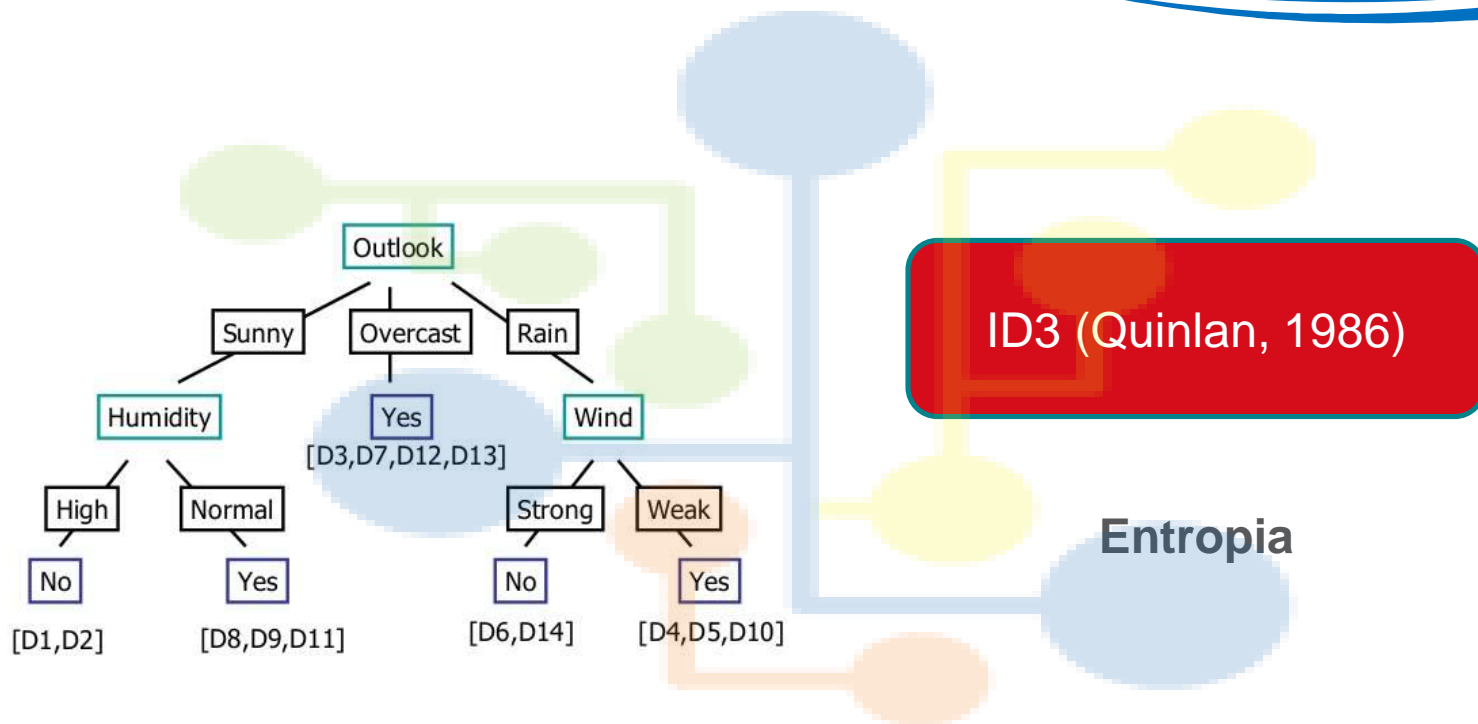 Outlook
Sunny Overcast Rain
ID3 (Quinlan, 1986)
Humidity Yes Wind
[D3,D7,D12,D13]
High Normal Strong Weak
Entropia
No Yes No Yes
[D1,D2] [D8,D9,D11] [D6,D14] [D4,D5,D10]